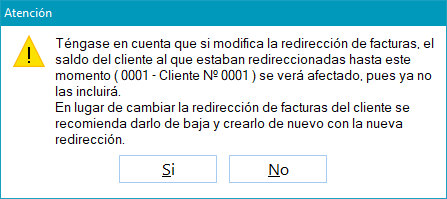 Atención
Téngase en cuenta que si modifica la redirección de facturas, el
saldo del cliente al que estaban redireccionadas hasta este
momento ( 0001 - Cliente Nº 0001 ) se verá afectado, pues ya no
las incluirá.
En lugar de cambiar la redirección de facturas del cliente se
recomienda darlo de baja y crearlo de nuevo con la nueva
redirección.
Si
No